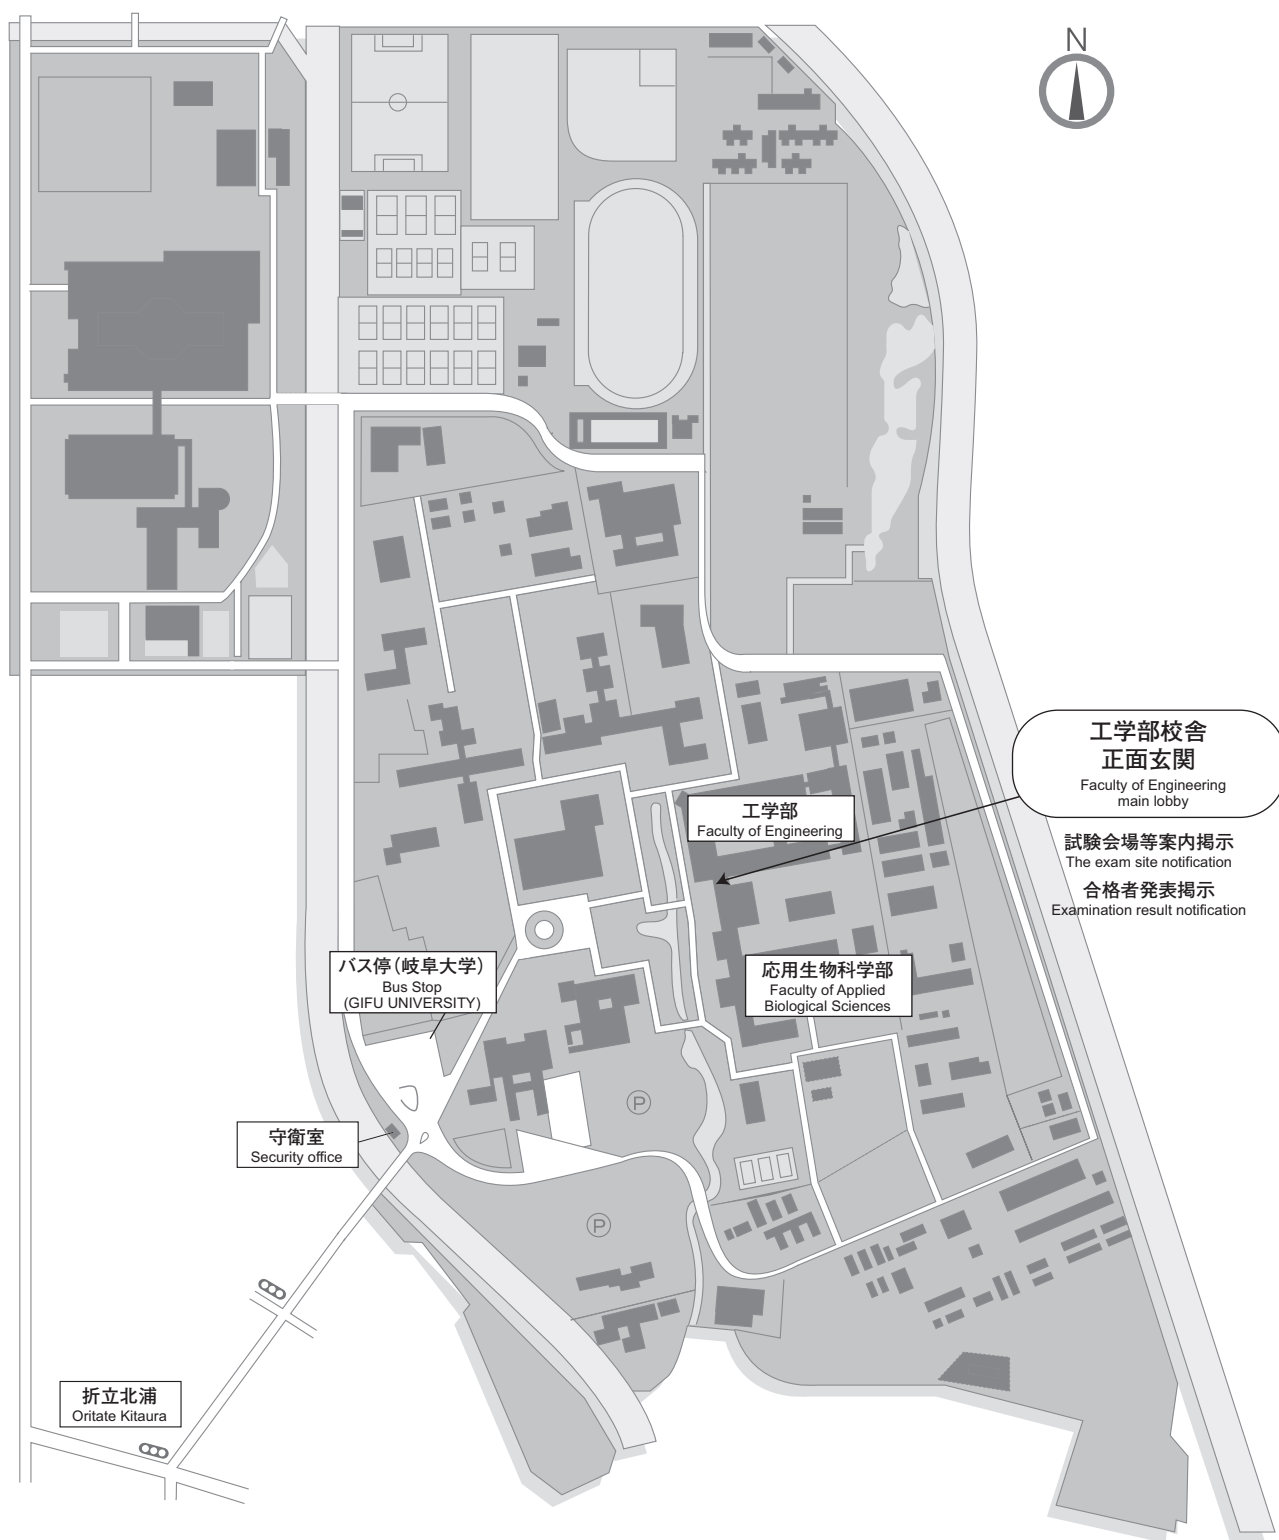 N
工学部校舎
正面玄関
Faculty of Engineering
main lobby
工学部
Faculty of Engineering
試験会場等案内掲示
The exam site notification
合格者発表掲示
Examination result notification
バス停(岐阜大学)
Bus Stop
(GIFU UNIVERSITY)
応用生物科学部
Faculty of Applied
Biological Sciences
P
守衛室
Security office
P
折立北浦
Oritate Kitaura